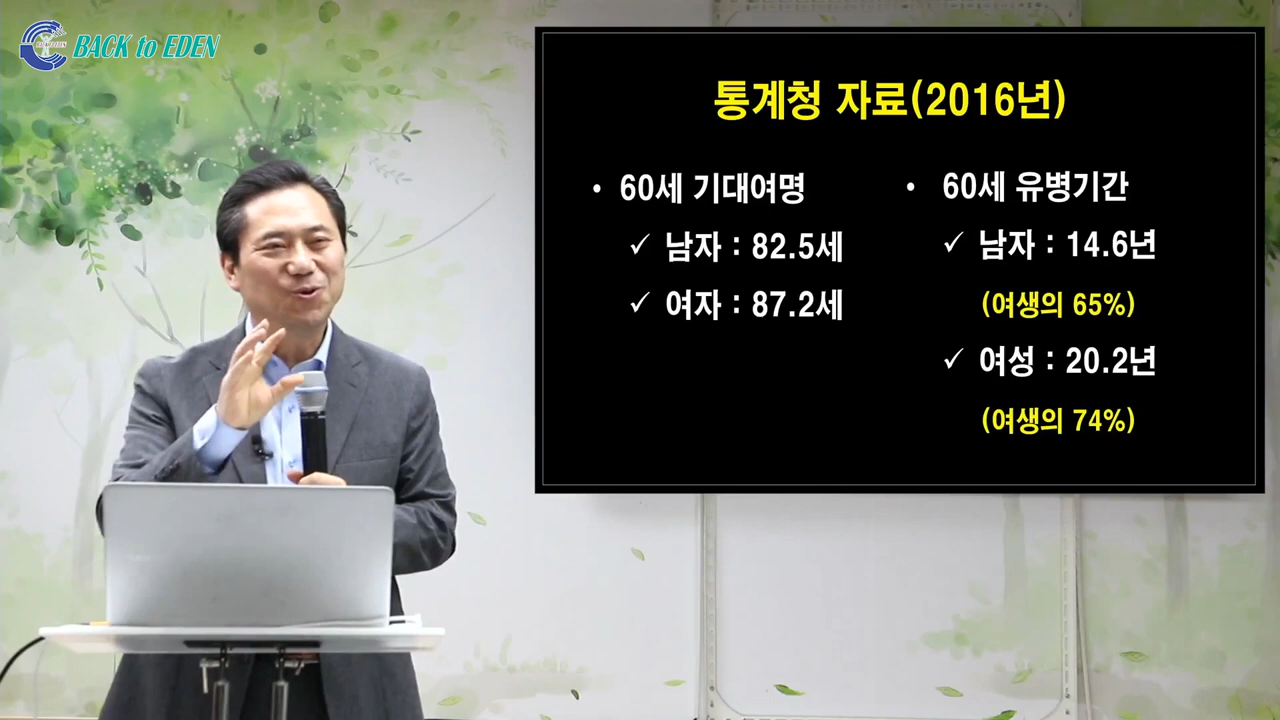 BACK to EDEN
통계청 자료(2016년)
• 60세 기대여명
✓ 남자 : 82.5세
✓ 여자 : 87.2세
• 60세 유병기간
✓ 남자 : 14.6년
(여생의 65%)
✓ 여성 : 20.2년
(여생의 74%)